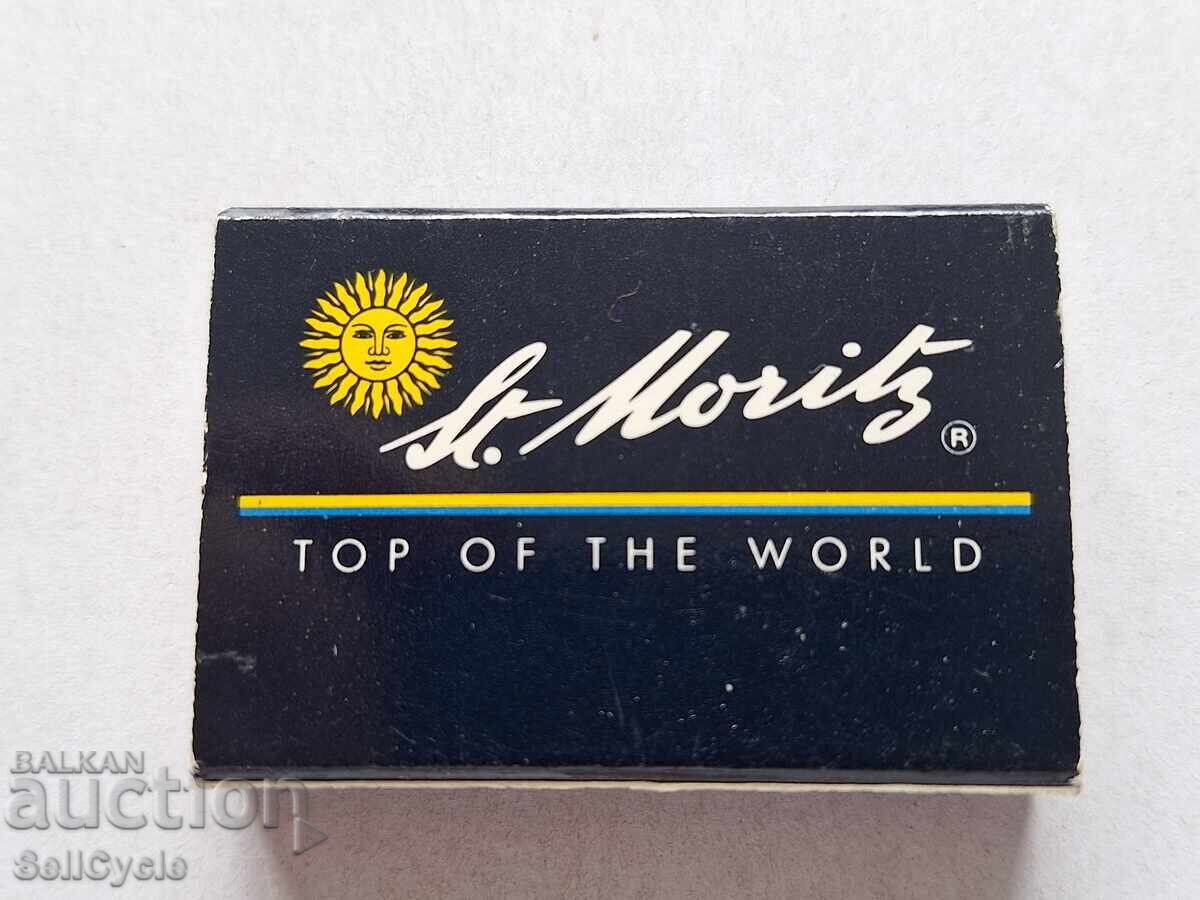 St. Moritz ®
TOP OF THE WORLD
BALKAN
auction
SellCycle